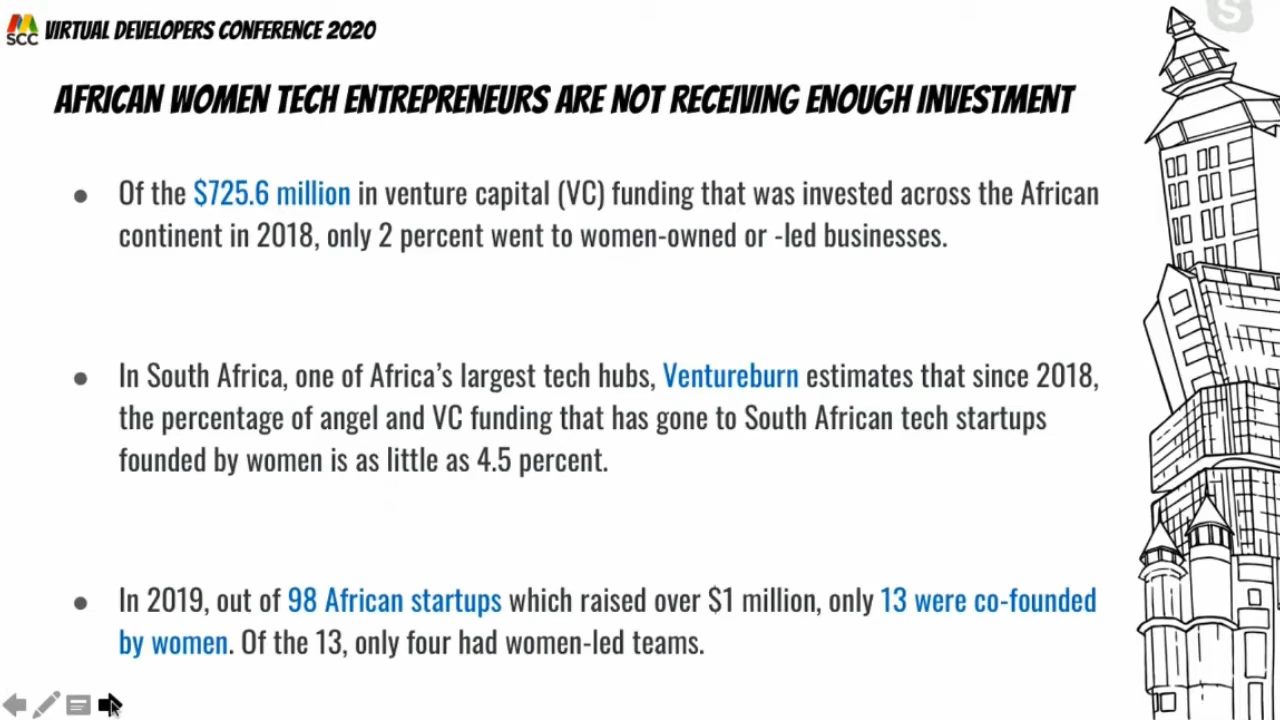 SCC VIRTUAL DEVELOPERS CONFERENCE 2020
S
AFRICAN WOMEN TECH ENTREPRENEURS ARE NOT RECEIVING ENOUGH INVESTMENT
● Of the $725.6 million in venture capital (VC) funding that was invested across the African
continent in 2018, only 2 percent went to women-owned or -led businesses.
● In South Africa, one of Africa’s largest tech hubs, Ventureburn estimates that since 2018,
the percentage of angel and VC funding that has gone to South African tech startups
founded by women is as little as 4.5 percent.
● In 2019, out of 98 African startups which raised over $1 million, only 13 were co-founded
by women. Of the 13, only four had women-led teams.